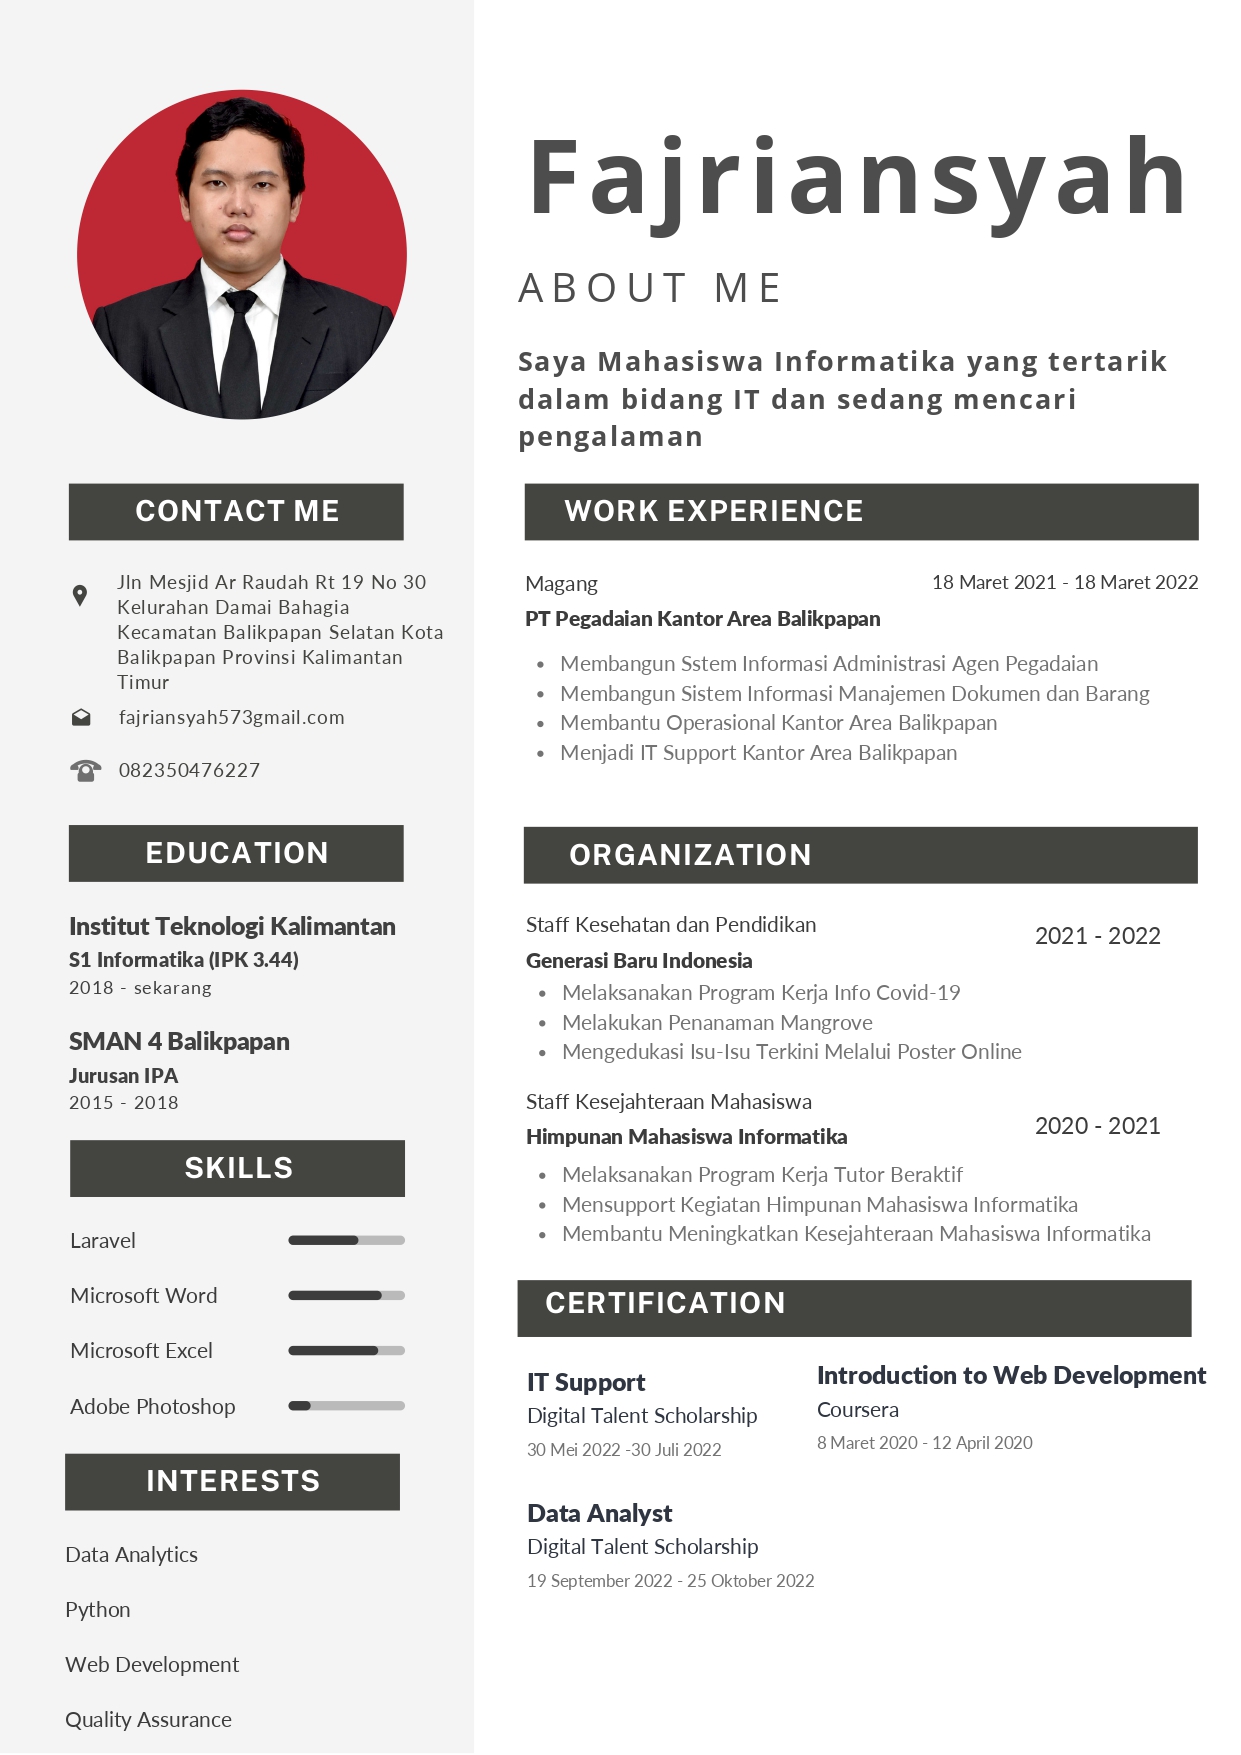 Fajriansyah
ABOUT ME
Saya Mahasiswa Informatika yang tertarik
dalam bidang IT dan sedang mencari
pengalaman
CONTACT ME
Jln Mesjid Ar Raudah Rt 19 No 30
Kelurahan Damai Bahagia
Kecamatan Balikpapan Selatan Kota
Balikpapan Provinsi Kalimantan
Timur
fajriansyah573gmail.com
082350476227
EDUCATION
Institut Teknologi Kalimantan
S1 Informatika (IPK 3.44)
2018 - sekarang
SMAN 4 Balikpapan
Jurusan IPA
2015 - 2018
SKILLS
Laravel
Microsoft Word
Microsoft Excel
Adobe Photoshop
INTERESTS
Data Analytics
Python
Web Development
Quality Assurance
WORK EXPERIENCE
Magang
18 Maret 2021 - 18 Maret 2022
PT Pegadaian Kantor Area Balikpapan
• Membangun Sstem Informasi Administrasi Agen Pegadaian
• Membangun Sistem Informasi Manajemen Dokumen dan Barang
• Membantu Operasional Kantor Area Balikpapan
• Menjadi IT Support Kantor Area Balikpapan
ORGANIZATION
Staff Kesehatan dan Pendidikan
2021 - 2022
Generasi Baru Indonesia
• Melaksanakan Program Kerja Info Covid-19
• Melakukan Penanaman Mangrove
• Mengedukasi Isu-Isu Terkini Melalui Poster Online
Staff Kesejahteraan Mahasiswa
2020 - 2021
Himpunan Mahasiswa Informatika
• Melaksanakan Program Kerja Tutor Beraktif
• Mensupport Kegiatan Himpunan Mahasiswa Informatika
• Membantu Meningkatkan Kesejahteraan Mahasiswa Informatika
CERTIFICATION
IT Support
Digital Talent Scholarship
30 Mei 2022 -30 Juli 2022
Introduction to Web Development
Coursera
8 Maret 2020 - 12 April 2020
Data Analyst
Digital Talent Scholarship
19 September 2022 - 25 Oktober 2022